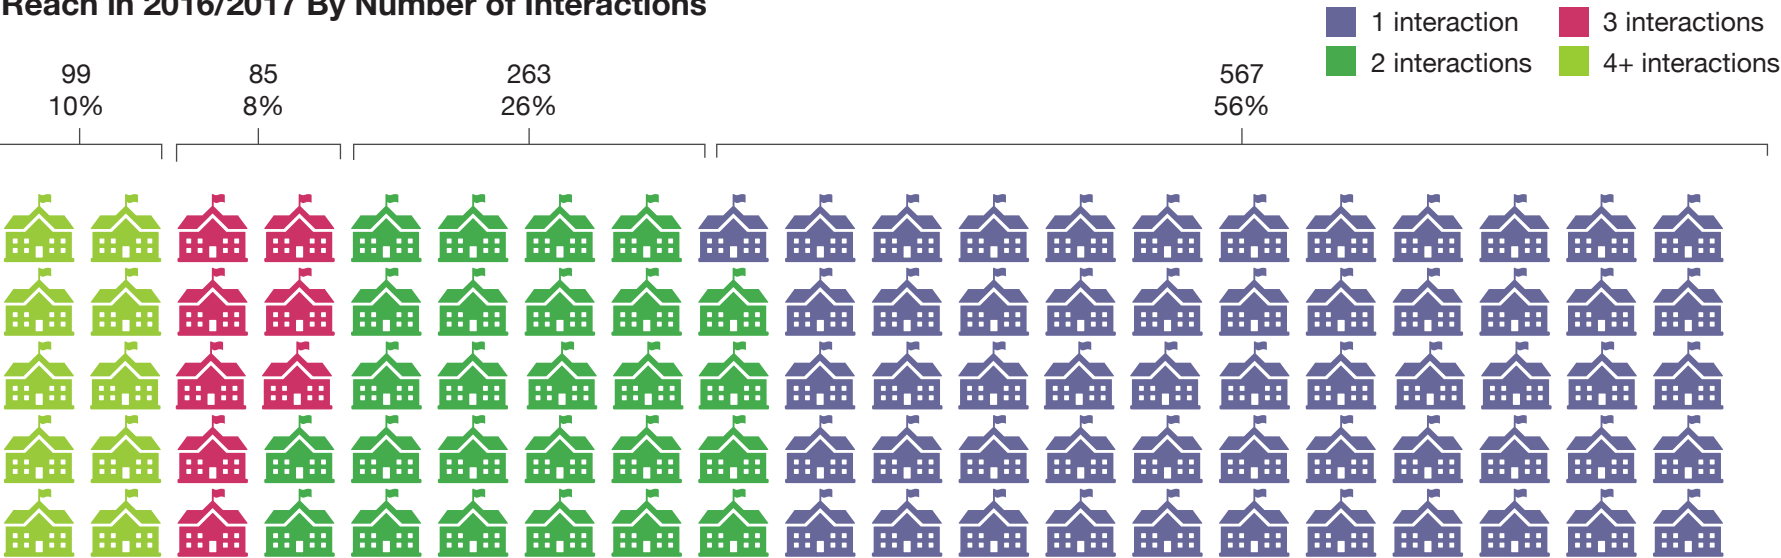 Reach in 2016/2017 By Number of Interactions
1 interaction
3 interactions
2 interactions
4+ interactions
99
10%
85
8%
263
26%
567
56%